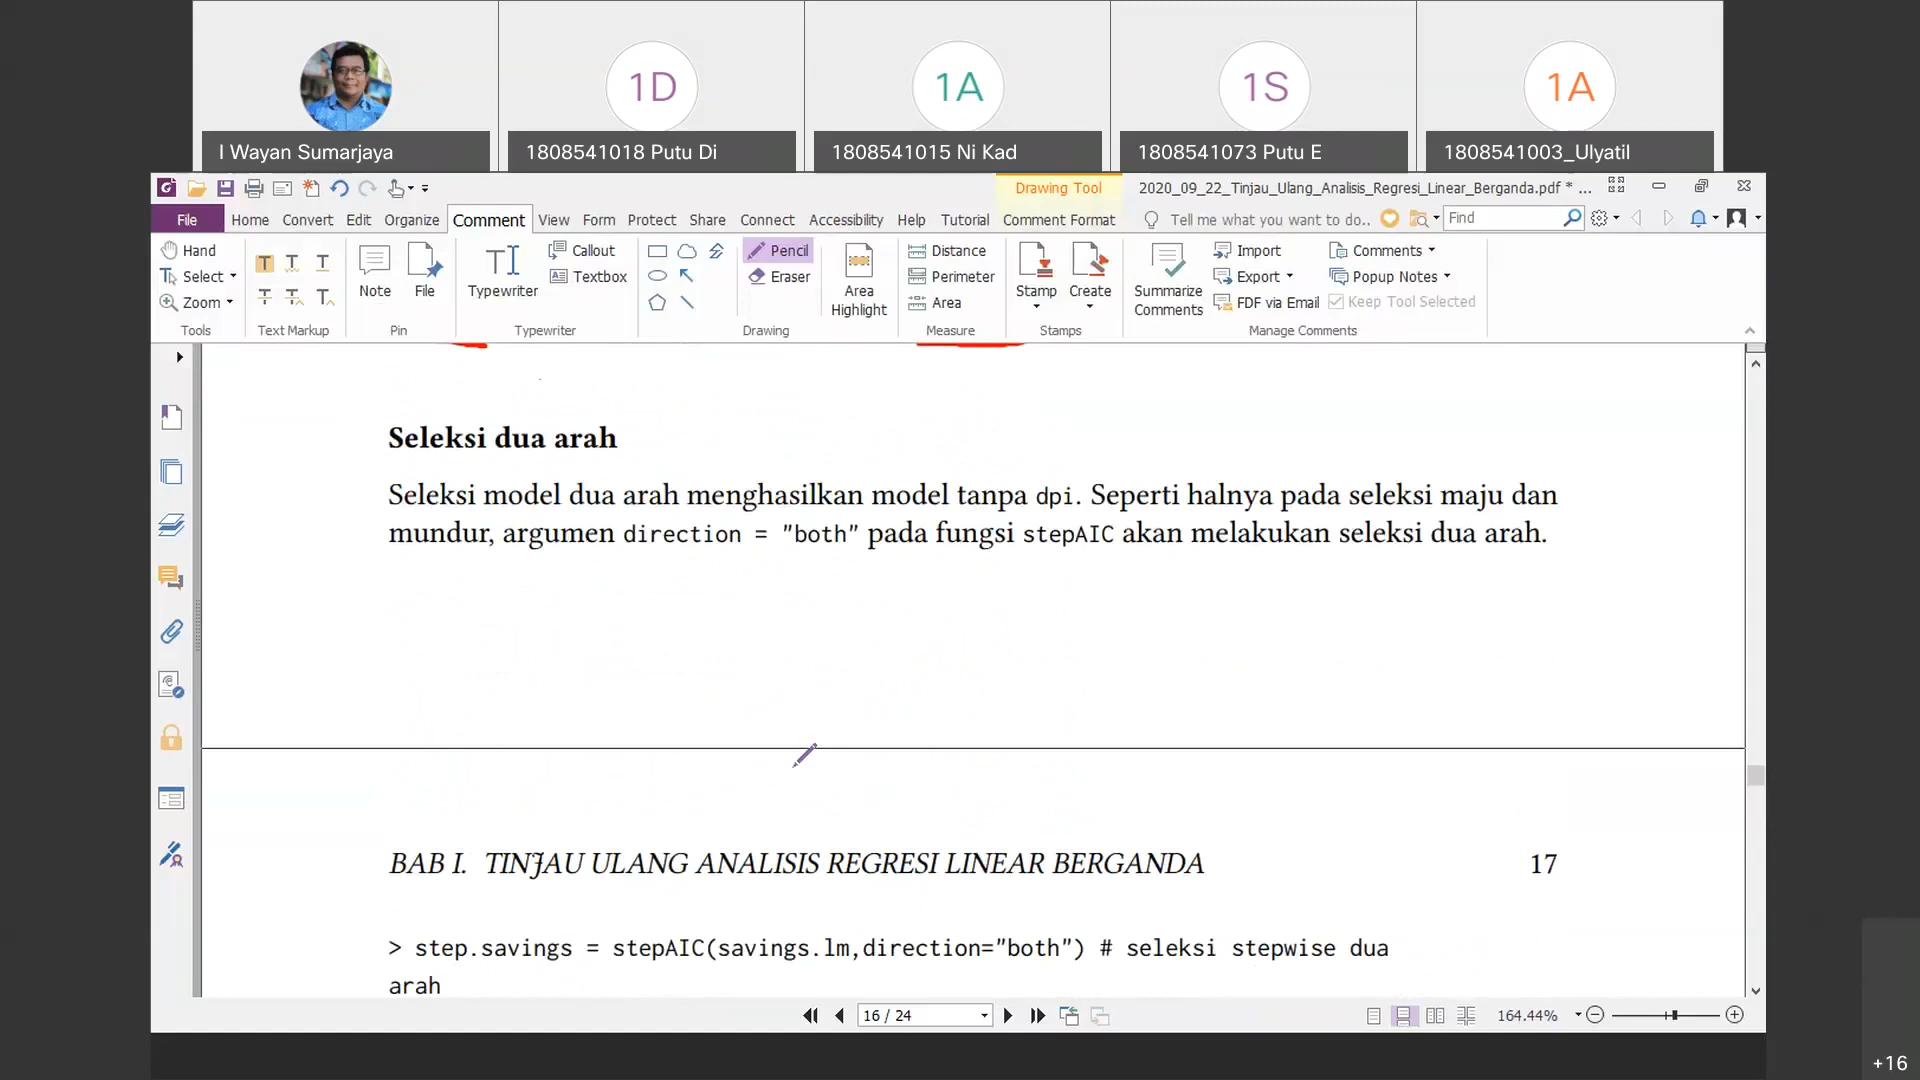 1D
1A
1S
1A
I Wayan Sumarjaya
1808541018 Putu Di
1808541015 Ni Kad
1808541073 Putu E
1808541003_Ulyatil
Drawing Tool
2020_09_22_Tinjau_Ulang_Analisis_Regresi_Linear_Berganda.pdf * ...
File Home Convert Edit Organize Comment View Form Protect Share Connect Accessibility Help Tutorial Comment Format
Tell me what you want to do..
Find
Hand
Select
Zoom
Tools
Text Markup
Note
File
Pin
Typewriter
Callout
Textbox
Typewriter
Pencil
Eraser
Drawing
Area
Highlight
Distance
Perimeter
Area
Measure
Stamp
Create
Stamps
Summarize
Comments
Import
Export
FDF via Email
Comments
Popup Notes
Keep Tool Selected
Manage Comments
Seleksi dua arah
Seleksi model dua arah menghasilkan model tanpa dpi. Seperti halnya pada seleksi maju dan
mundur, argumen direction = "both" pada fungsi stepAIC akan melakukan seleksi dua arah.
BAB I. TINJAU ULANG ANALISIS REGRESI LINEAR BERGANDA 17
> step.savings = stepAIC(savings.lm,direction="both") # seleksi stepwise dua
arah
16 / 24
164.44%
+16